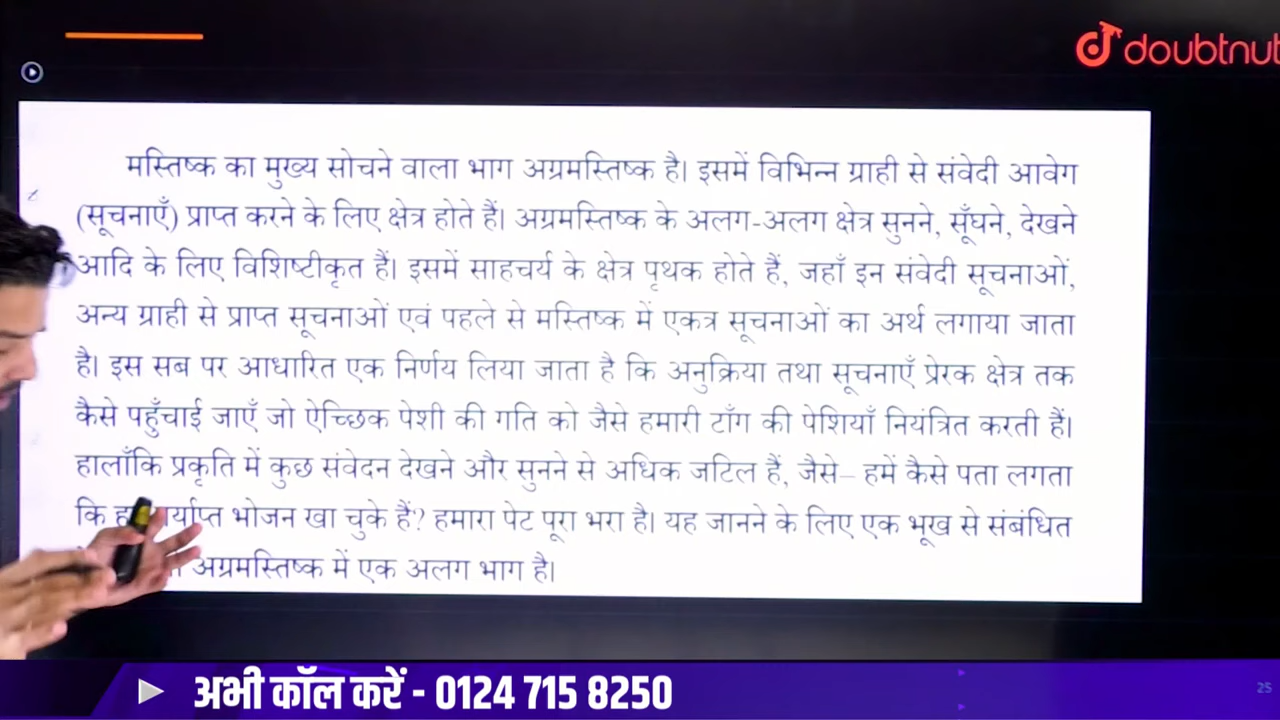 doubtnut
मस्तिष्क का मुख्य सोचने वाला भाग अग्रमस्तिष्क है। इसमें विभिन्न ग्राही से संवेदी आवेग
(सूचनाएँ) प्राप्त करने के लिए क्षेत्र होते हैं। अग्रमस्तिष्क के अलग-अलग क्षेत्र सुनने, सूँघने, देखने
आदि के लिए विशिष्टीकृत हैं। इसमें साहचर्य के क्षेत्र पृथक होते हैं, जहाँ इन संवेदी सूचनाओं,
अन्य ग्राही से प्राप्त सूचनाओं एवं पहले से मस्तिष्क में एकत्र सूचनाओं का अर्थ लगाया जाता
है। इस सब पर आधारित एक निर्णय लिया जाता है कि अनुक्रिया तथा सूचनाएँ प्रेरक क्षेत्र तक
कैसे पहुँचाई जाएँ जो ऐच्छिक पेशी की गति को जैसे हमारी टाँग की पेशियाँ नियंत्रित करती हैं।
हालाँकि प्रकृति में कुछ संवेदन देखने और सुनने से अधिक जटिल हैं, जैसे– हमें कैसे पता लगता
कि भोजन खा चुके हैं? हमारा पेट पूरा भरा है। यह जानने के लिए एक भूख से संबंधित
अग्रमस्तिष्क में एक अलग भाग है।
अभी कॉल करें - 0124 715 8250
25